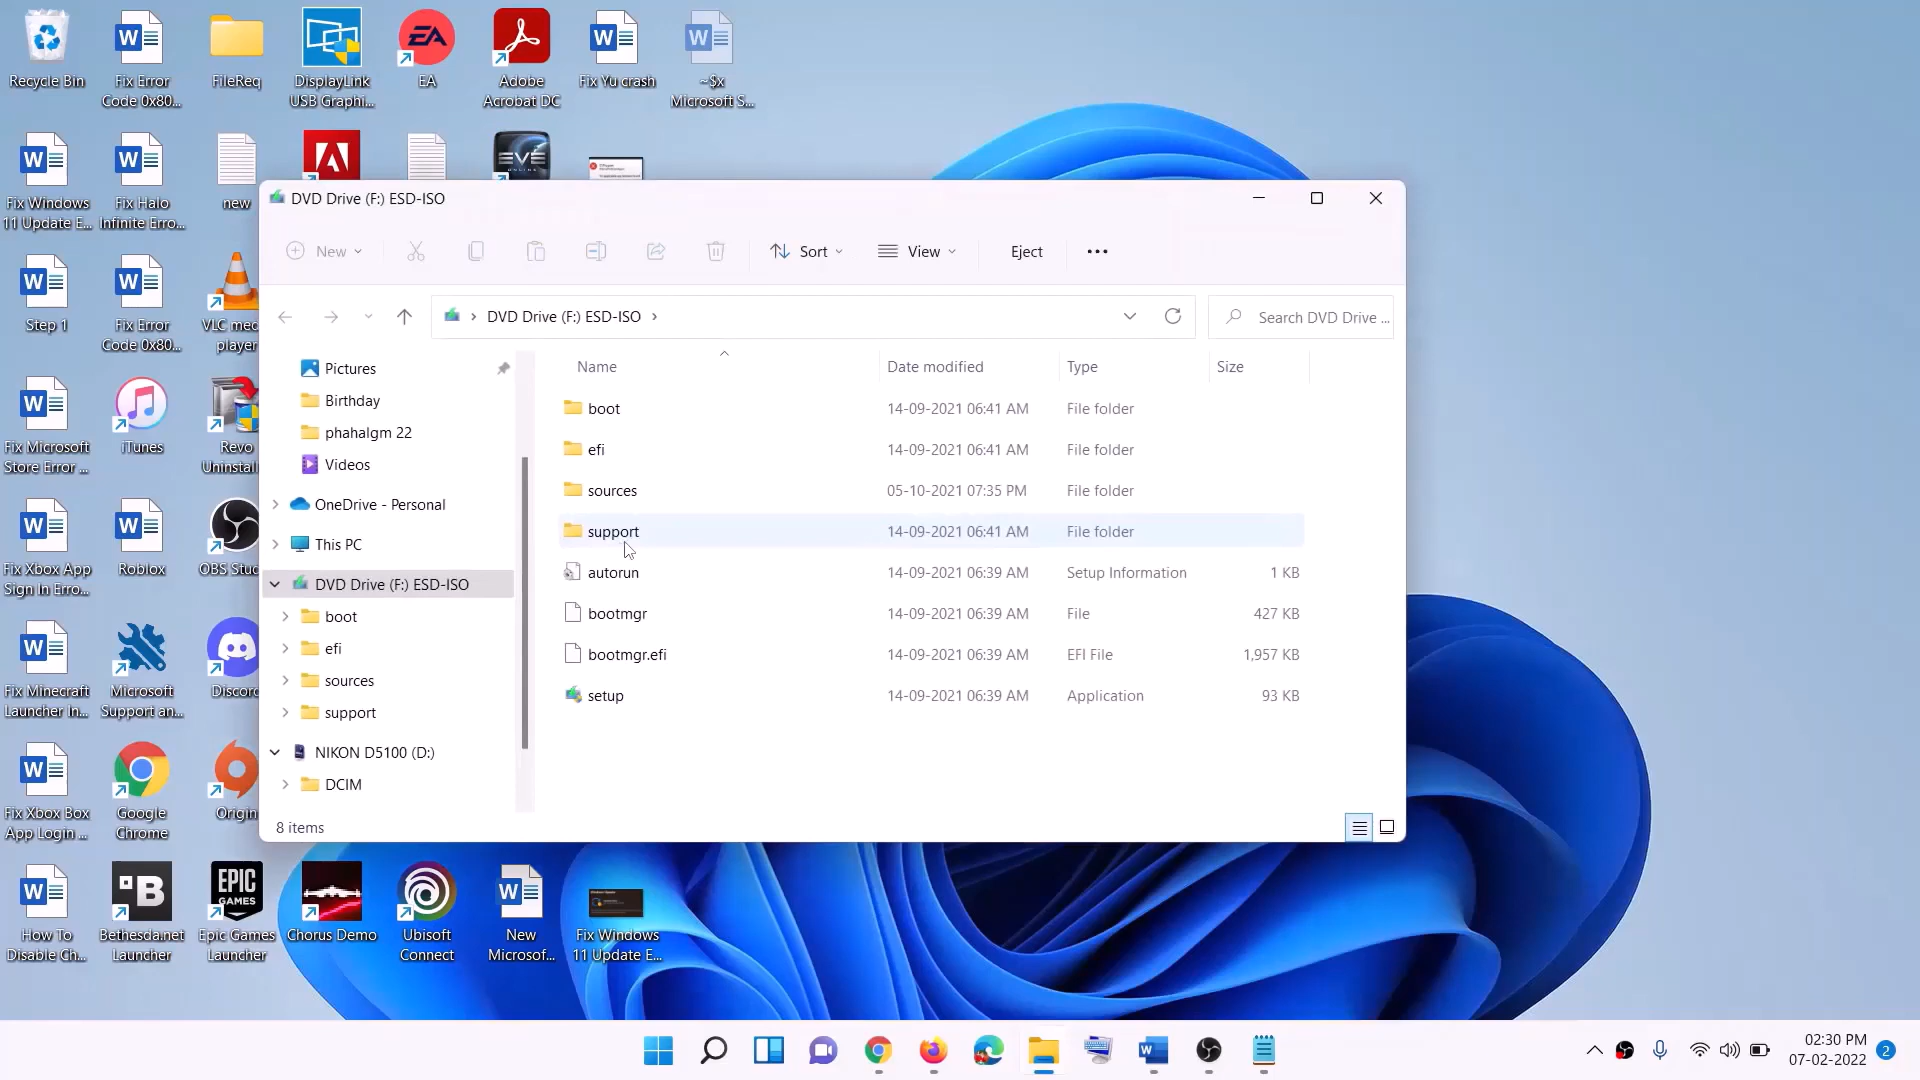 Recycle Bin
Fix Error
Code 0x80...
FileReq
DisplayLink
USB Graphi...
EA
Adobe
Acrobat DC
Fix Yu crash
~$x
Microsoft S...
Fix Windows
11 Update E...
Fix Halo
Infinite Erro...
new
EVE
ONLINE
DVD Drive (F:) ESD-ISO
New
Sort
View
Eject
DVD Drive (F:) ESD-ISO
Search DVD Drive ...
Step 1
Fix Error
Code 0x80...
VLC med
player
Fix Microsoft
Store Error ...
iTunes
Revo
Uninstall
Fix Xbox App
Sign In Erro...
Roblox
OBS Stud
Fix Minecraft
Launcher In...
Microsoft
Support an...
Discord
Fix Xbox Box
App Login ...
Google
Chrome
Origin
Pictures
Birthday
phahalgm 22
Videos
OneDrive - Personal
This PC
DVD Drive (F:) ESD-ISO
boot
efi
sources
support
NIKON D5100 (D:)
DCIM
Name Date modified Type Size
boot 14-09-2021 06:41 AM File folder
efi 14-09-2021 06:41 AM File folder
sources 05-10-2021 07:35 PM File folder
support 14-09-2021 06:41 AM File folder
autorun 14-09-2021 06:39 AM Setup Information 1 KB
bootmgr 14-09-2021 06:39 AM File 427 KB
bootmgr.efi 14-09-2021 06:39 AM EFI File 1,957 KB
setup 14-09-2021 06:39 AM Application 93 KB
8 items
How To
Disable Ch...
Bethesda.net
Launcher
EPIC
GAMES
Epic Games
Launcher
Chorus Demo
Ubisoft
Connect
New
Microsof...
Fix Windows
11 Update E...
02:30 PM
07-02-2022
2